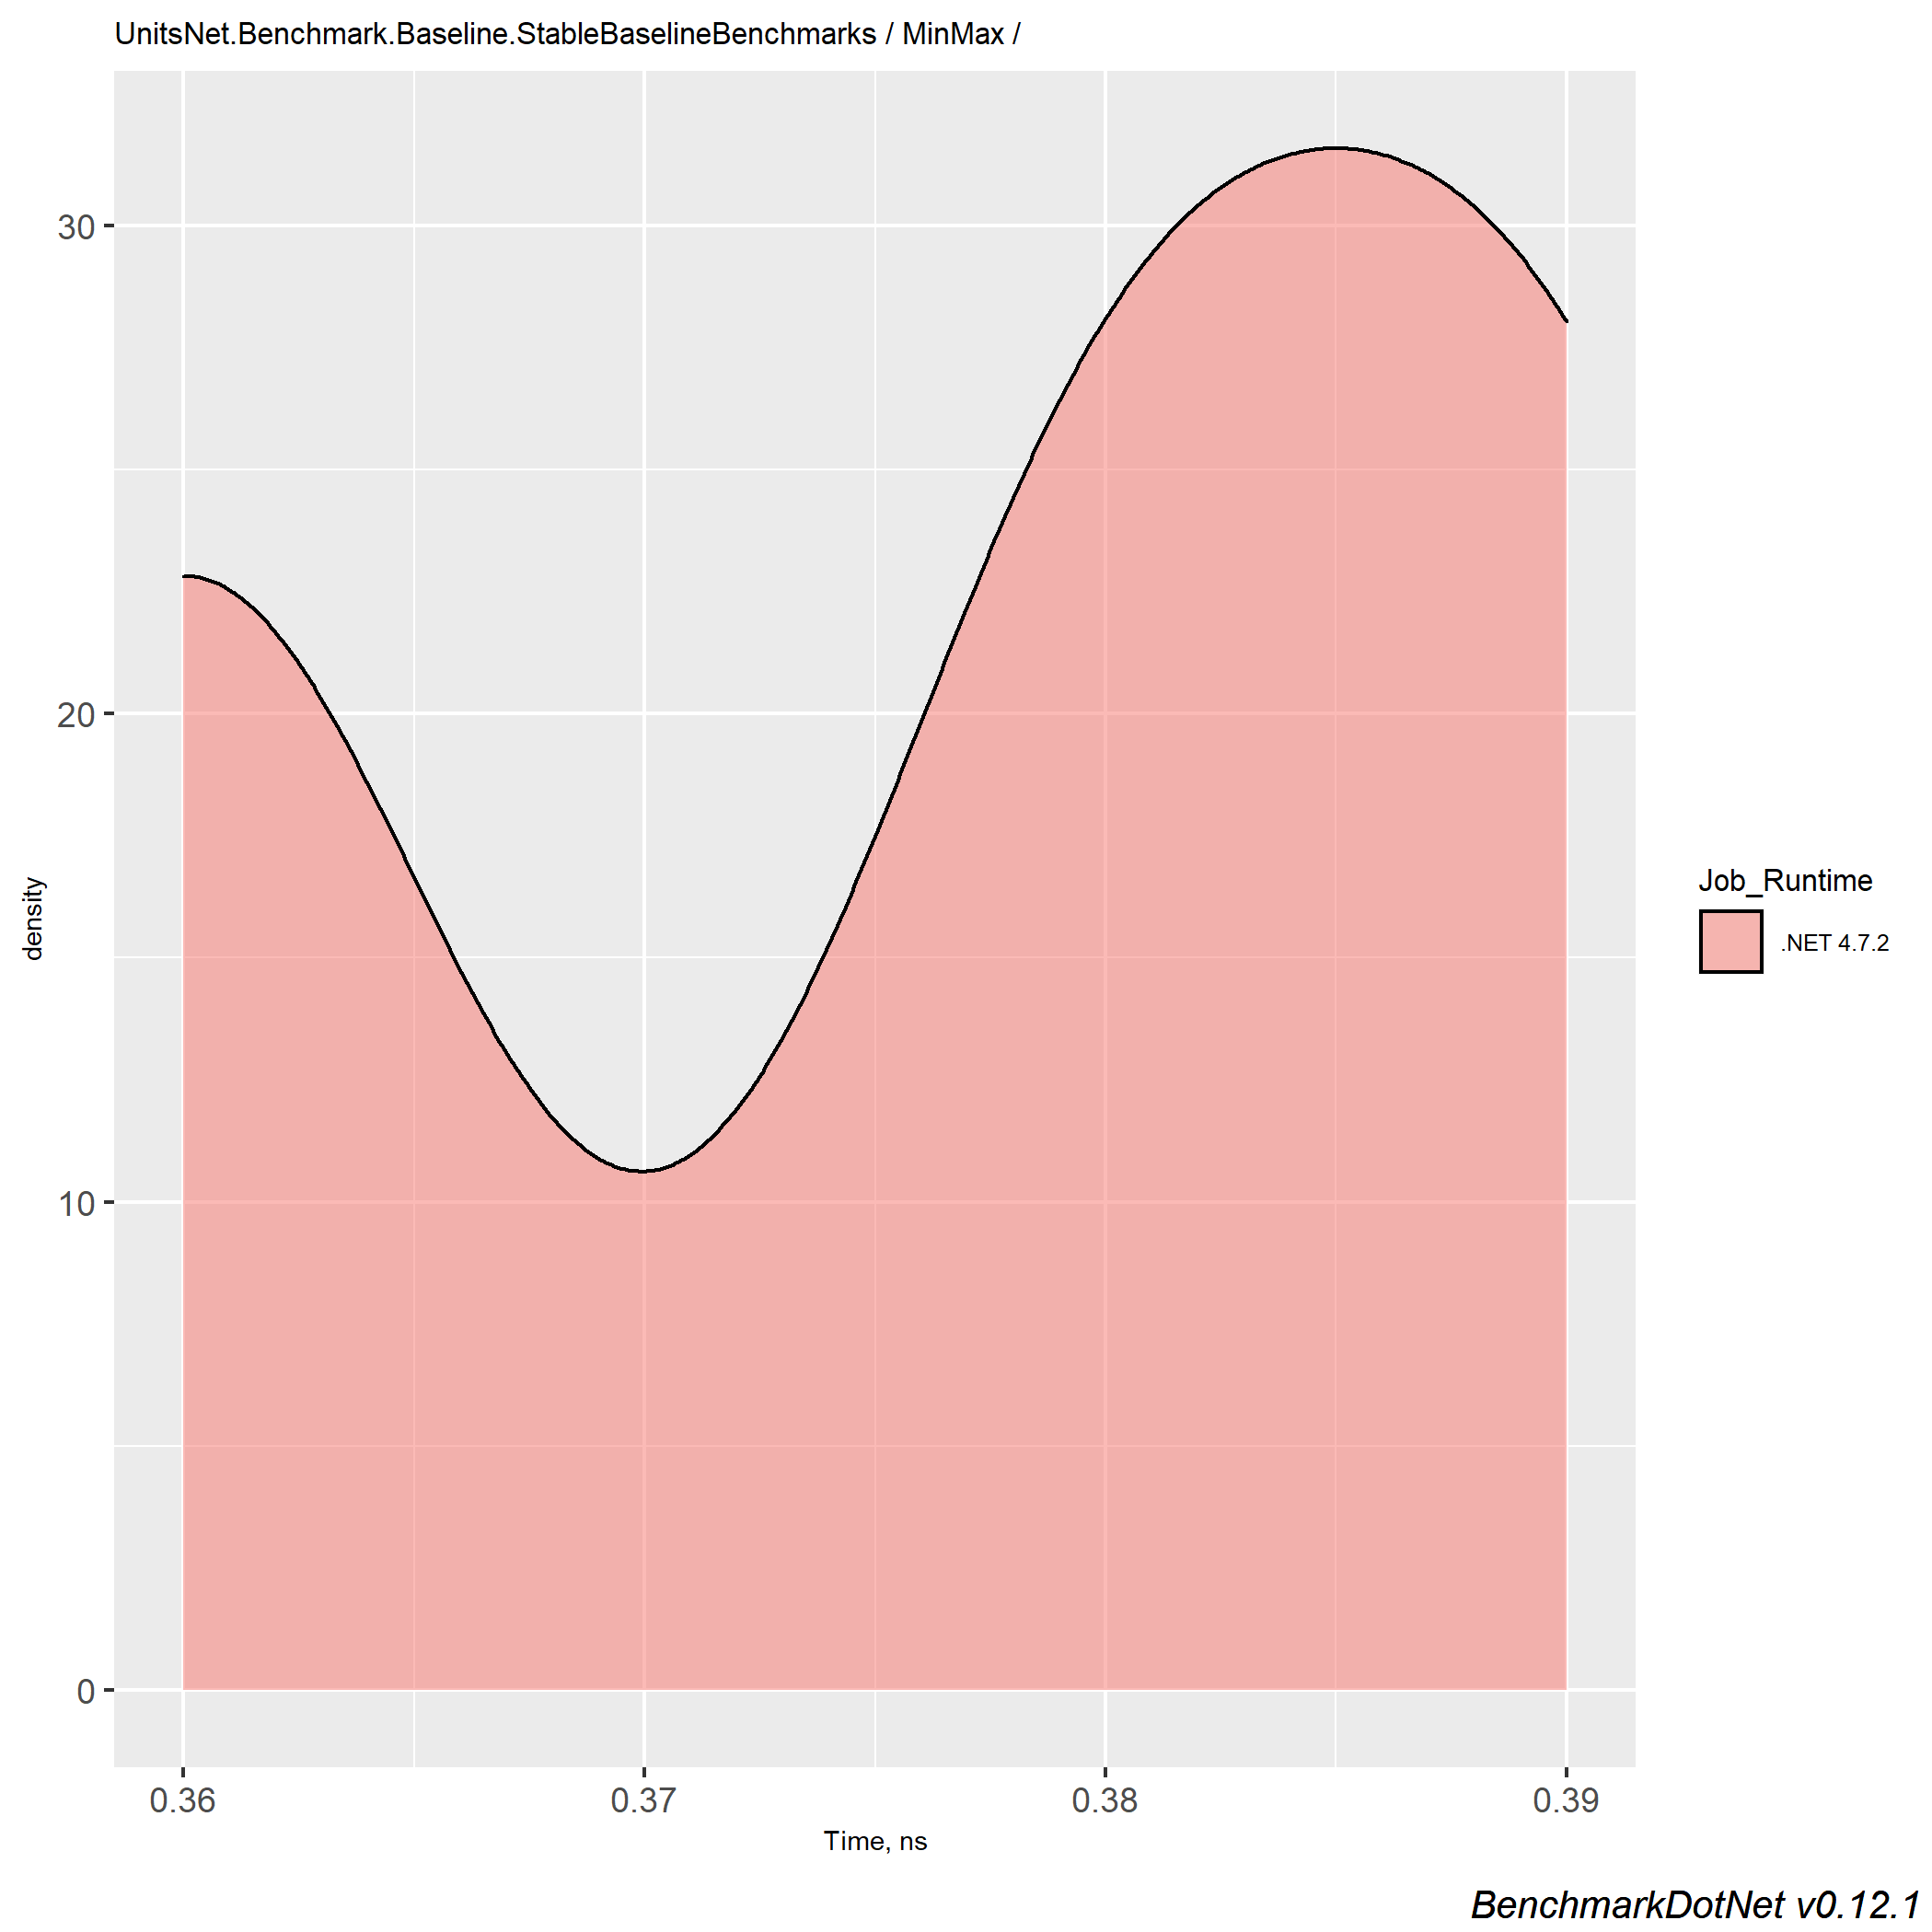 UnitsNet.Benchmark.Baseline.StableBaselineBenchmarks / MinMax /
30
20
10
0
density
0.36 0.37 0.38 0.39
Time, ns
Job_Runtime
.NET 4.7.2
BenchmarkDotNet v0.12.1